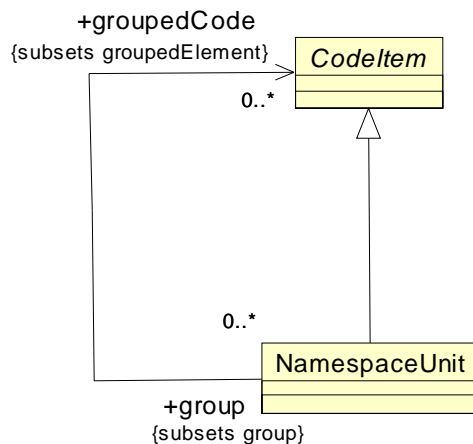 +groupedCode
{subsets groupedElement}
CodeItem
0..*
0..*
NamespaceUnit
+group
{subsets group}